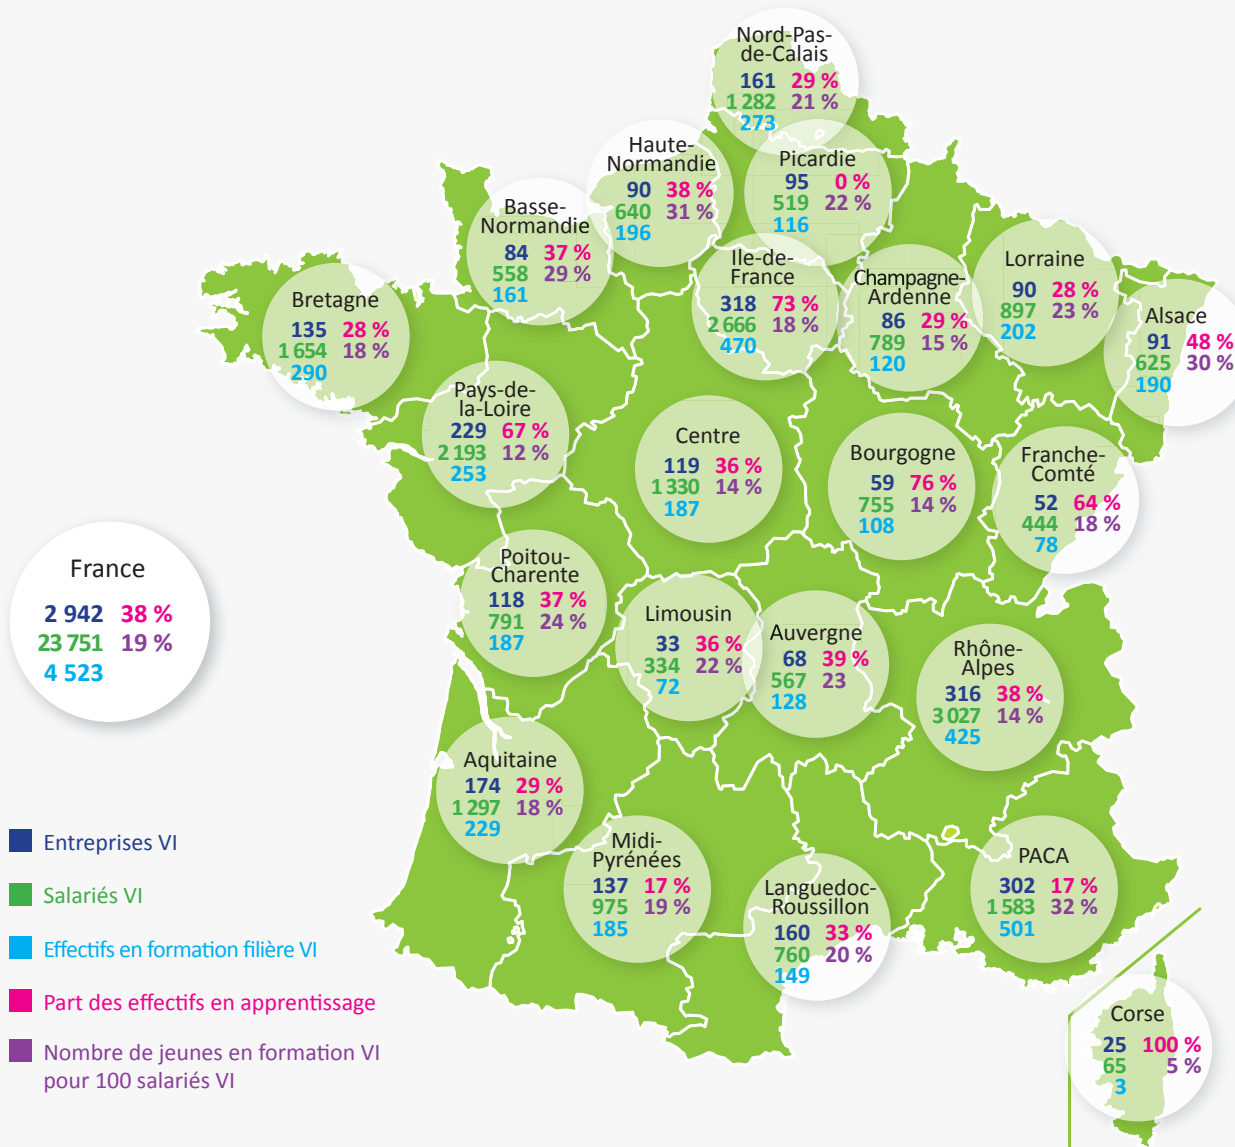 Nord-Pas-
de-Calais
161 29 %
1 282 21 %
273
Haute-
Normandie
90 38 %
640 31 %
196
Picardie
95 0 %
519 22 %
116
Basse-
Normandie
84 37 %
558 29 %
161
Ile-de-
France
318 73 %
2 666 18 %
470
Champagne-
Ardenne
86 29 %
789 15 %
120
Lorraine
90 28 %
897 23 %
202
Alsace
91 48 %
625 30 %
190
Bretagne
135 28 %
1 654 18 %
290
Pays-de-
la-Loire
229 67 %
2 193 12 %
253
Centre
119 36 %
1 330 14 %
187
Bourgogne
59 76 %
755 14 %
108
Franche-
Comté
52 64 %
444 18 %
78
France
2 942 38 %
23 751 19 %
4 523
Poitou-
Charente
118 37 %
791 24 %
187
Limousin
33 36 %
334 22 %
72
Auvergne
68 39 %
567 23
128
Rhône-
Alpes
316 38 %
3 027 14 %
425
Aquitaine
174 29 %
1 297 18 %
229
Midi-
Pyrénées
137 17 %
975 19 %
185
Languedoc-
Roussillon
160 33 %
760 20 %
149
PACA
302 17 %
1 583 32 %
501
Corse
25 100 %
65 5 %
3
Entreprises VI
Salariés VI
Effectifs en formation filière VI
Part des effectifs en apprentissage
Nombre de jeunes en formation VI
pour 100 salariés VI